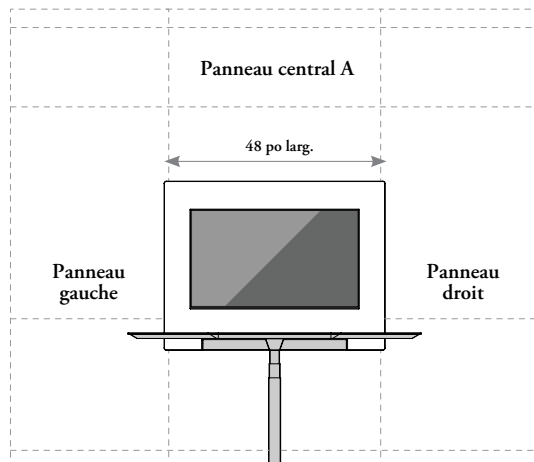 Panneau central A
48 po larg.
Panneau
gauche
Panneau
droit